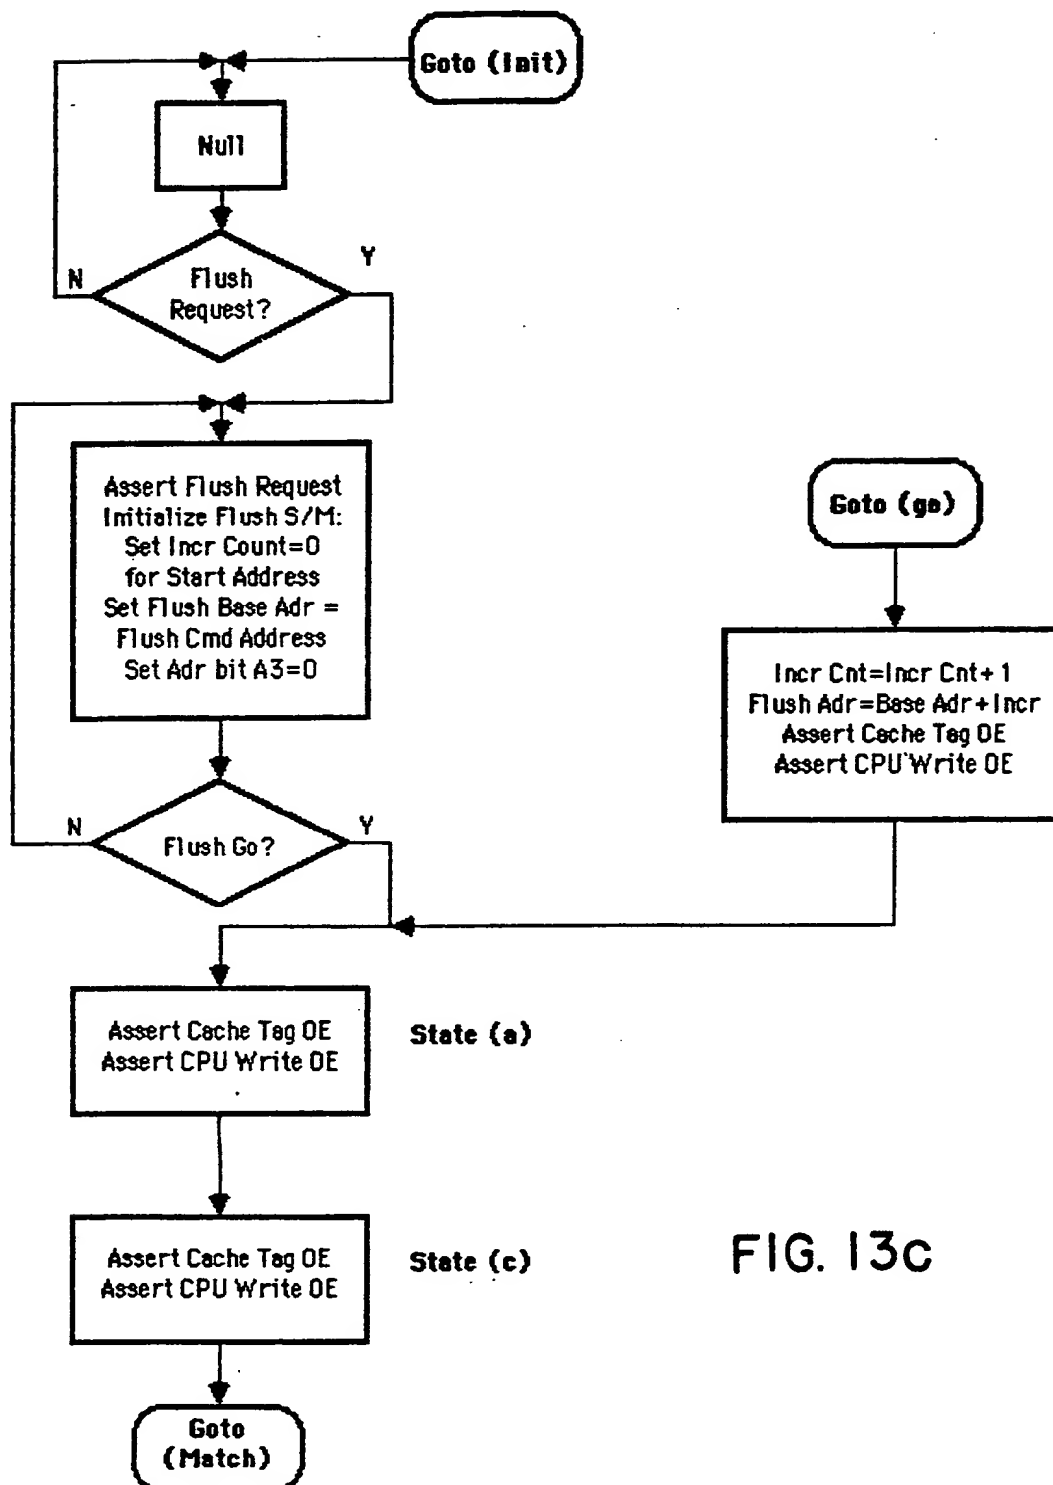 Goto (Init)
Null
N
Y
Flush
Request?
Assert Flush Request
Initialize Flush S/M:
Set Incr Count=0
for Start Address
Set Flush Base Adr =
Flush Cmd Address
Set Adr bit A3=0
Goto (go)
Incr Cnt=Incr Cnt+1
Flush Adr=Base Adr+Incr
Assert Cache Tag OE
Assert CPU Write OE
N
Y
Flush Go?
Assert Cache Tag OE
Assert CPU Write OE
State (a)
Assert Cache Tag OE
Assert CPU Write OE
State (c)
FIG. 13c
Goto
(Match)